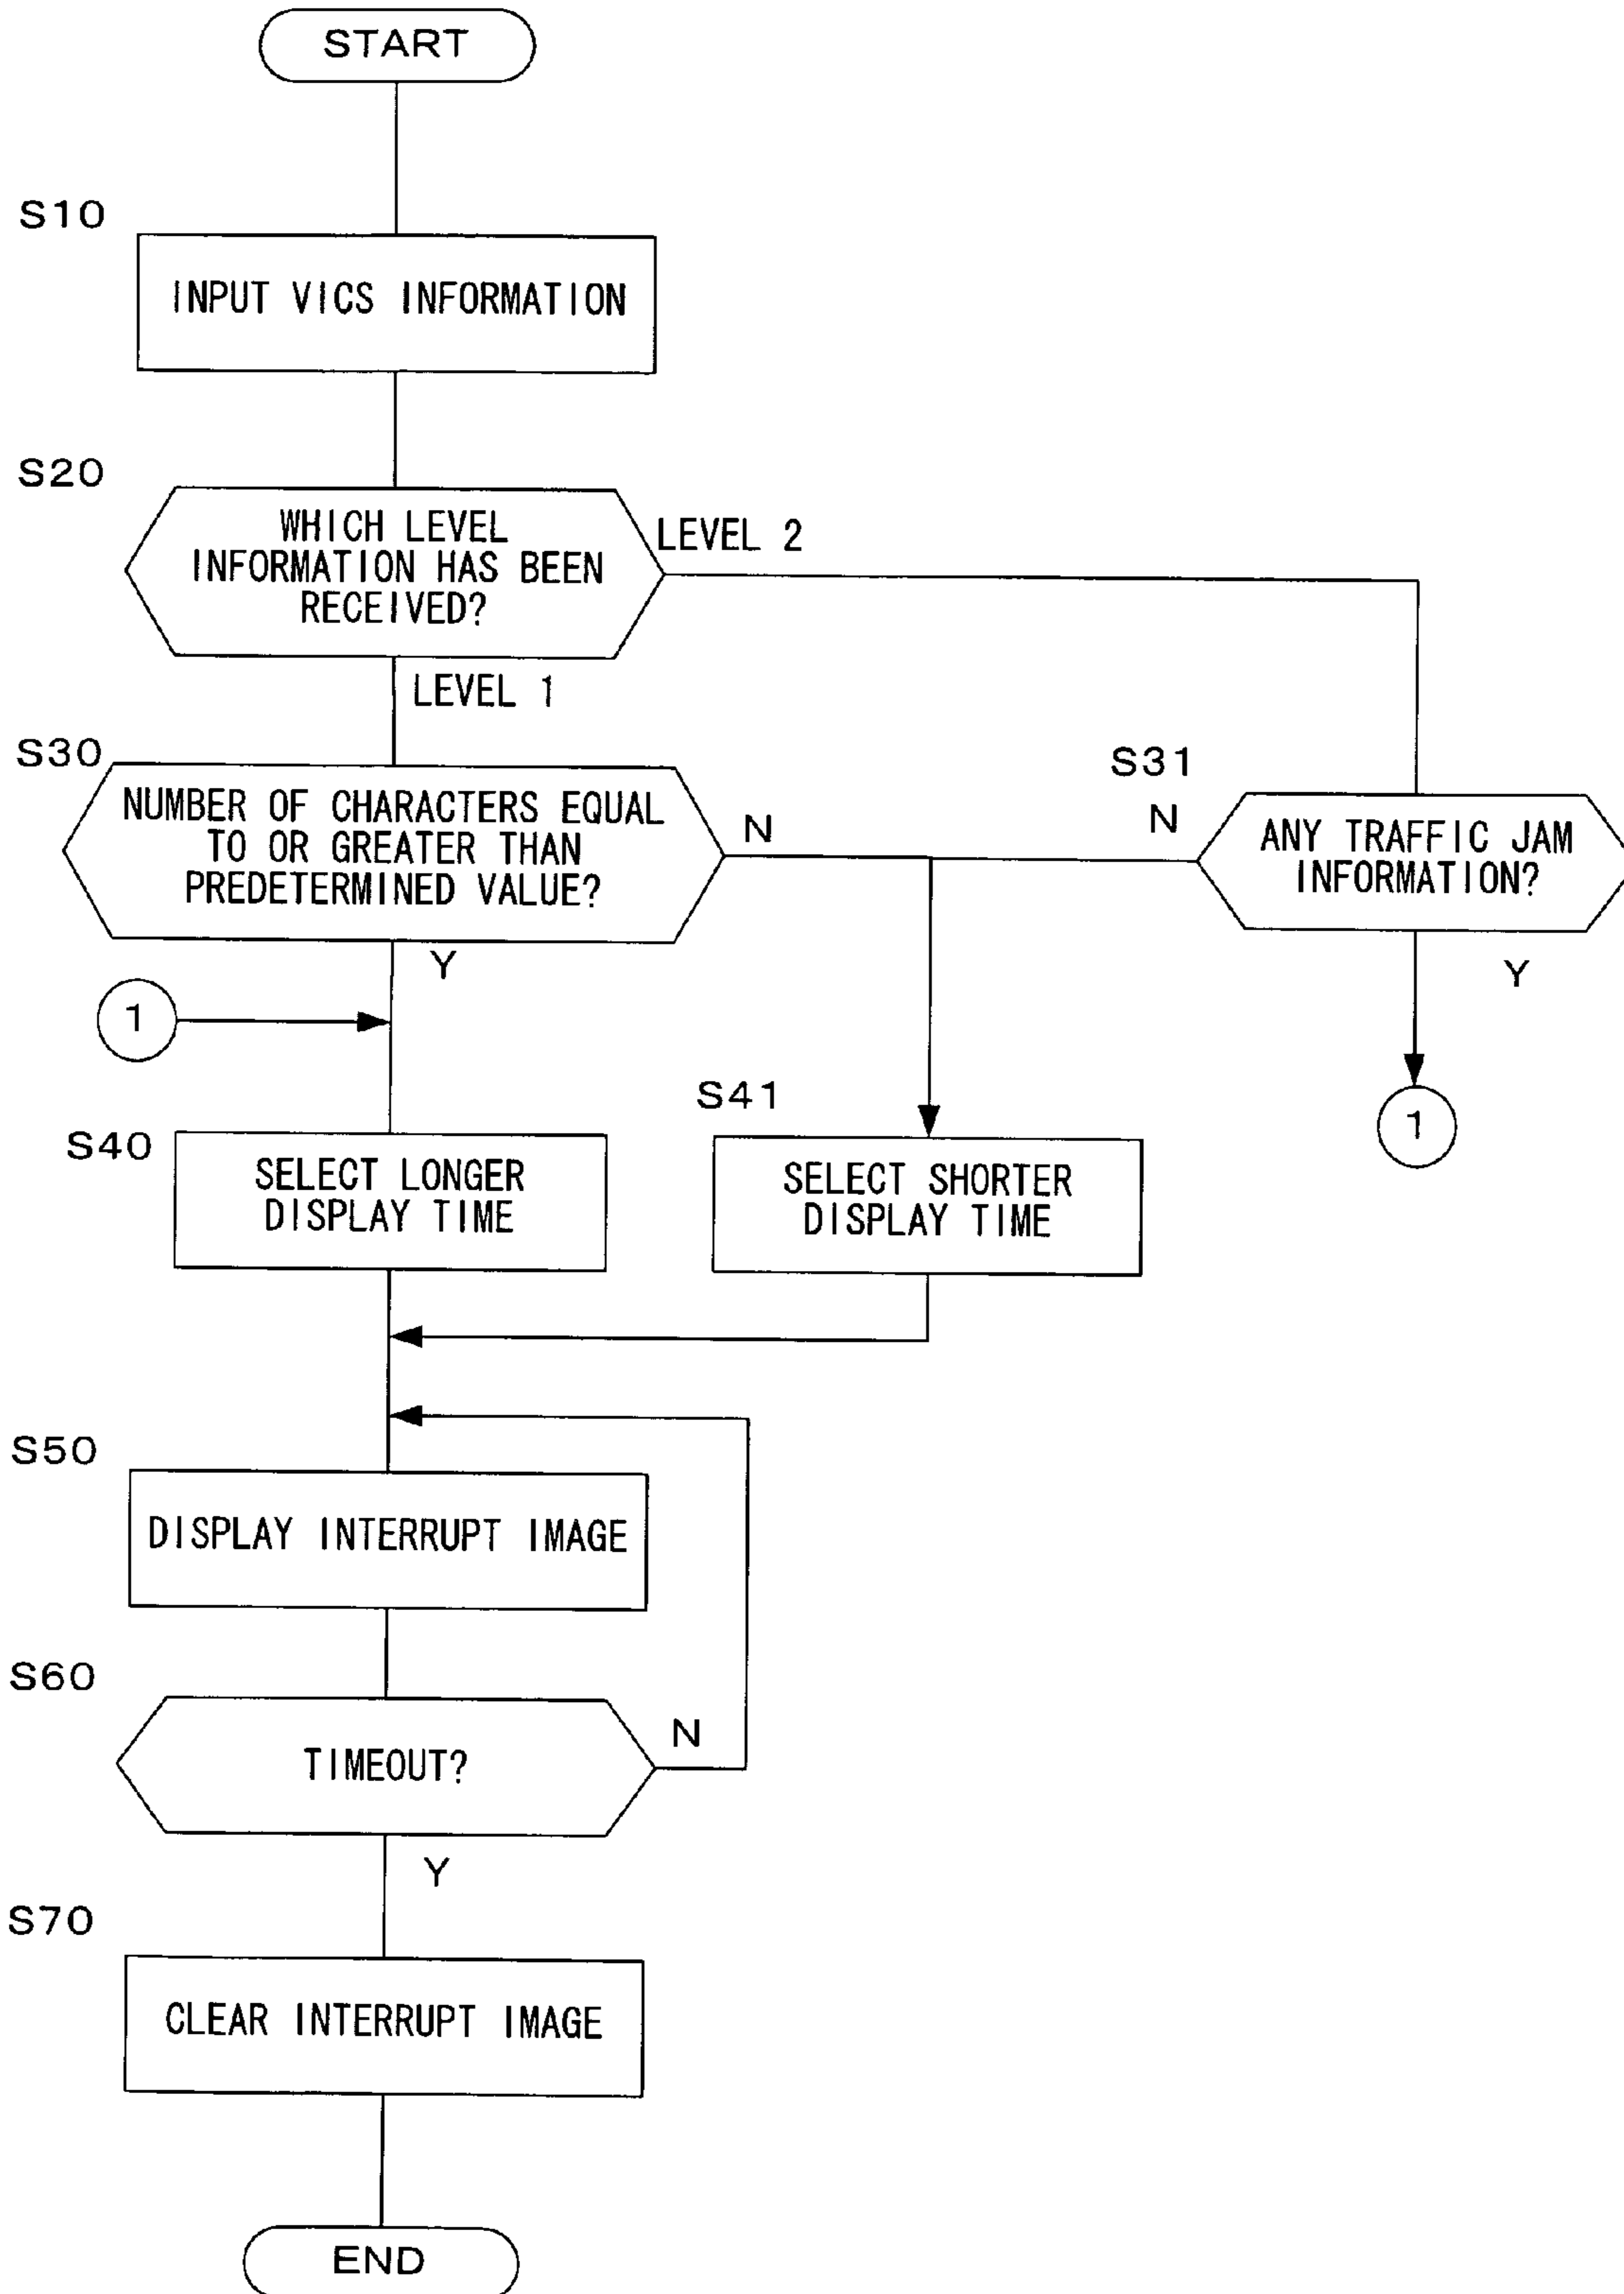 START
S10
INPUT VICS INFORMATION
S20
WHICH LEVEL
INFORMATION HAS BEEN
RECEIVED?
LEVEL 2
LEVEL 1
S30
NUMBER OF CHARACTERS EQUAL
TO OR GREATER THAN
PREDETERMINED VALUE?
N
Y
S31
N
ANY TRAFFIC JAM
INFORMATION?
Y
1
1
S40
SELECT LONGER
DISPLAY TIME
S41
SELECT SHORTER
DISPLAY TIME
S50
DISPLAY INTERRUPT IMAGE
S60
TIMEOUT?
N
Y
S70
CLEAR INTERRUPT IMAGE
END